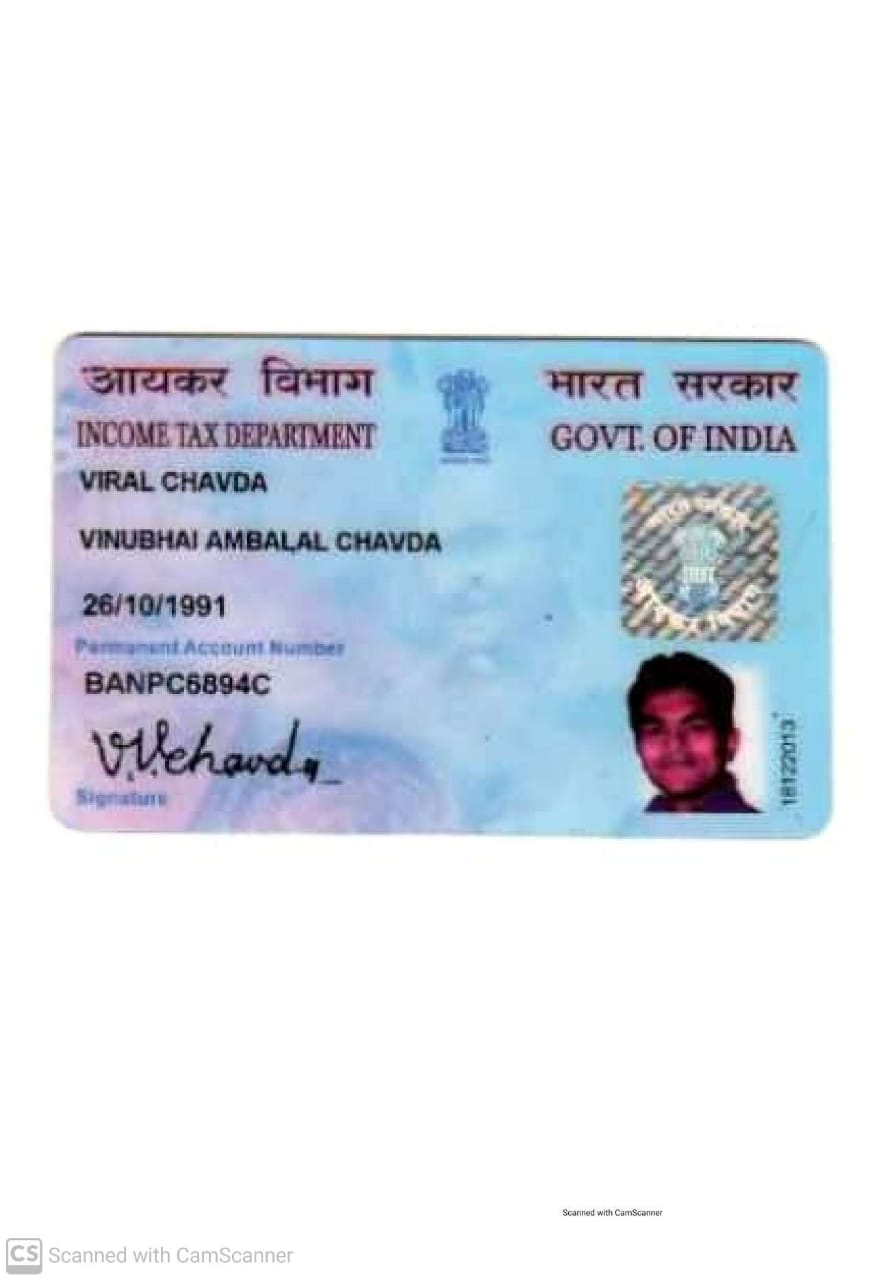 आयकर विभाग
INCOME TAX DEPARTMENT
भारत सरकार
GOVT. OF INDIA
VIRAL CHAVDA
VINUBHAI AMBALAL CHAVDA
26/10/1991
Permanent Account Number
BANPC6894C
V.V.Chavda
Signature
18122013
Scanned with CamScanner
CS Scanned with CamScanner